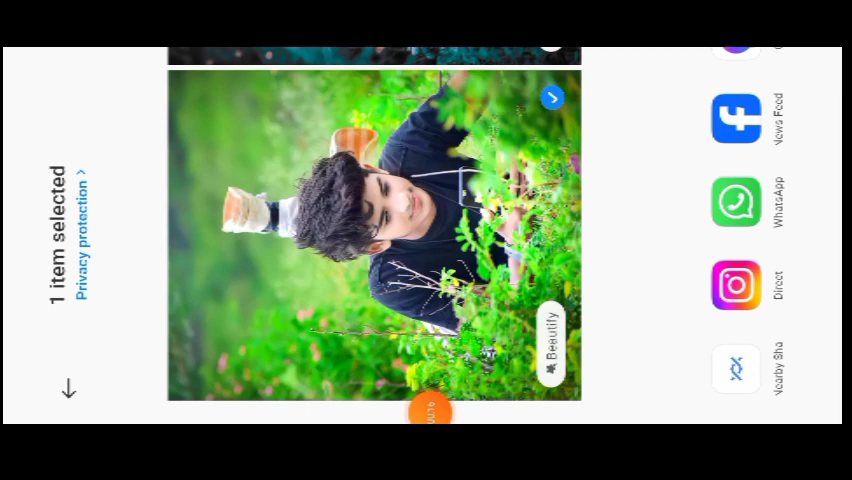 1 item selected
Privacy protection >
Beautify
Nearby Sha
Direct
WhatsApp
News Feed